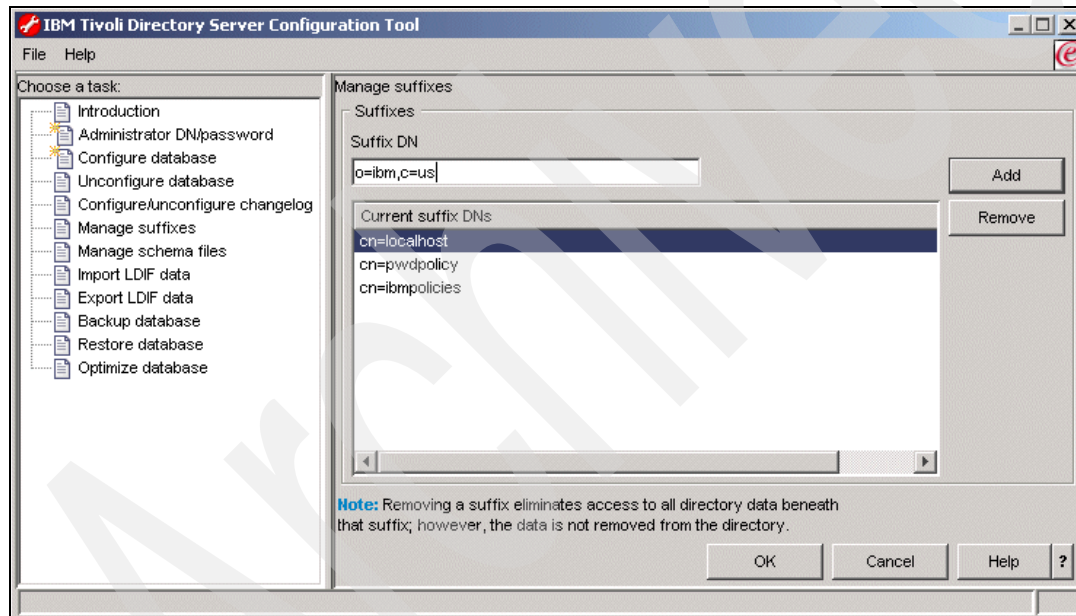 IBM Tivoli Directory Server Configuration Tool
File Help
Choose a task:
Introduction
Administrator DN/password
Configure database
Unconfigure database
Configure/unconfigure changelog
Manage suffixes
Manage schema files
Import LDIF data
Export LDIF data
Backup database
Restore database
Optimize database
Manage suffixes
Suffixes
Suffix DN
o=ibm,c=us
Add
Current suffix DNs
Remove
cn=localhost
cn=pwdpolicy
cn=ibmpolicies
Note: Removing a suffix eliminates access to all directory data beneath
that suffix; however, the data is not removed from the directory.
OK Cancel Help ?